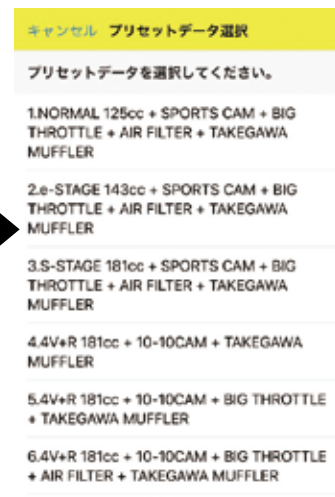 キャンセル プリセットデータ選択
プリセットデータを選択してください。
1.NORMAL 125cc + SPORTS CAM + BIG
THROTTLE + AIR FILTER + TAKEGAWA
MUFFLER
2.e-STAGE 143cc + SPORTS CAM + BIG
THROTTLE + AIR FILTER + TAKEGAWA
MUFFLER
3.S-STAGE 181cc + SPORTS CAM + BIG
THROTTLE + AIR FILTER + TAKEGAWA
MUFFLER
4.4V+R 181cc + 10-10CAM + TAKEGAWA
MUFFLER
5.4V+R 181cc + 10-10CAM + BIG THROTTLE
+ TAKEGAWA MUFFLER
6.4V+R 181cc + 10-10CAM + BIG THROTTLE
+ AIR FILTER + TAKEGAWA MUFFLER